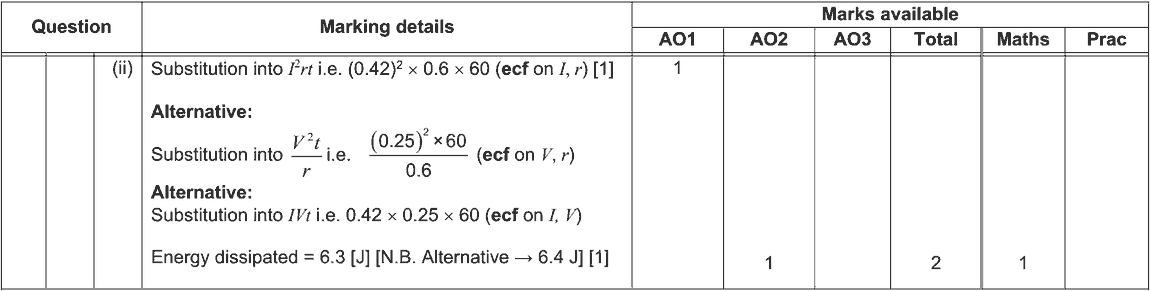 Question Marking details Marks available
AO1 AO2 AO3 Total Maths Prac
(ii) Substitution into I²rt i.e. (0.42)² × 0.6 × 60 (ecf on I, r) [1] 1
Alternative:
Substitution into V²t/r i.e. (0.25)² × 60/0.6 (ecf on V, r)
Alternative:
Substitution into IVt i.e. 0.42 × 0.25 × 60 (ecf on I, V)
Energy dissipated = 6.3 [J] [N.B. Alternative → 6.4 J] [1] 1 2 1